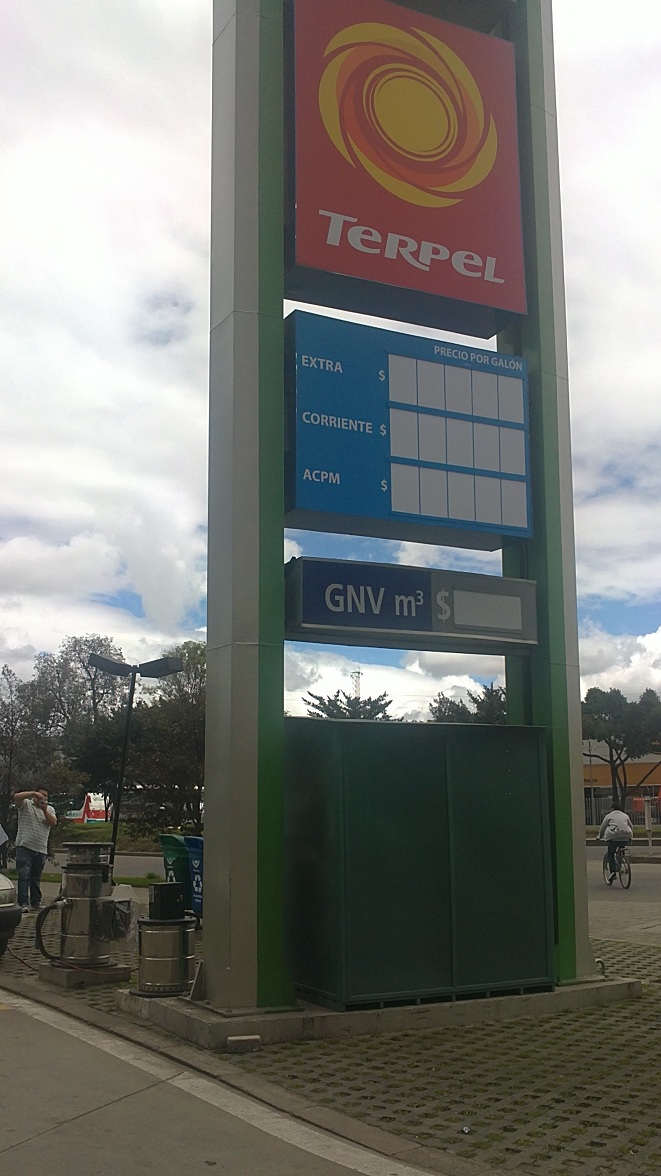 TERPEL
PRECIO POR GALÓN
EXTRA $
CORRIENTE $
ACPM $
GNV m³ $